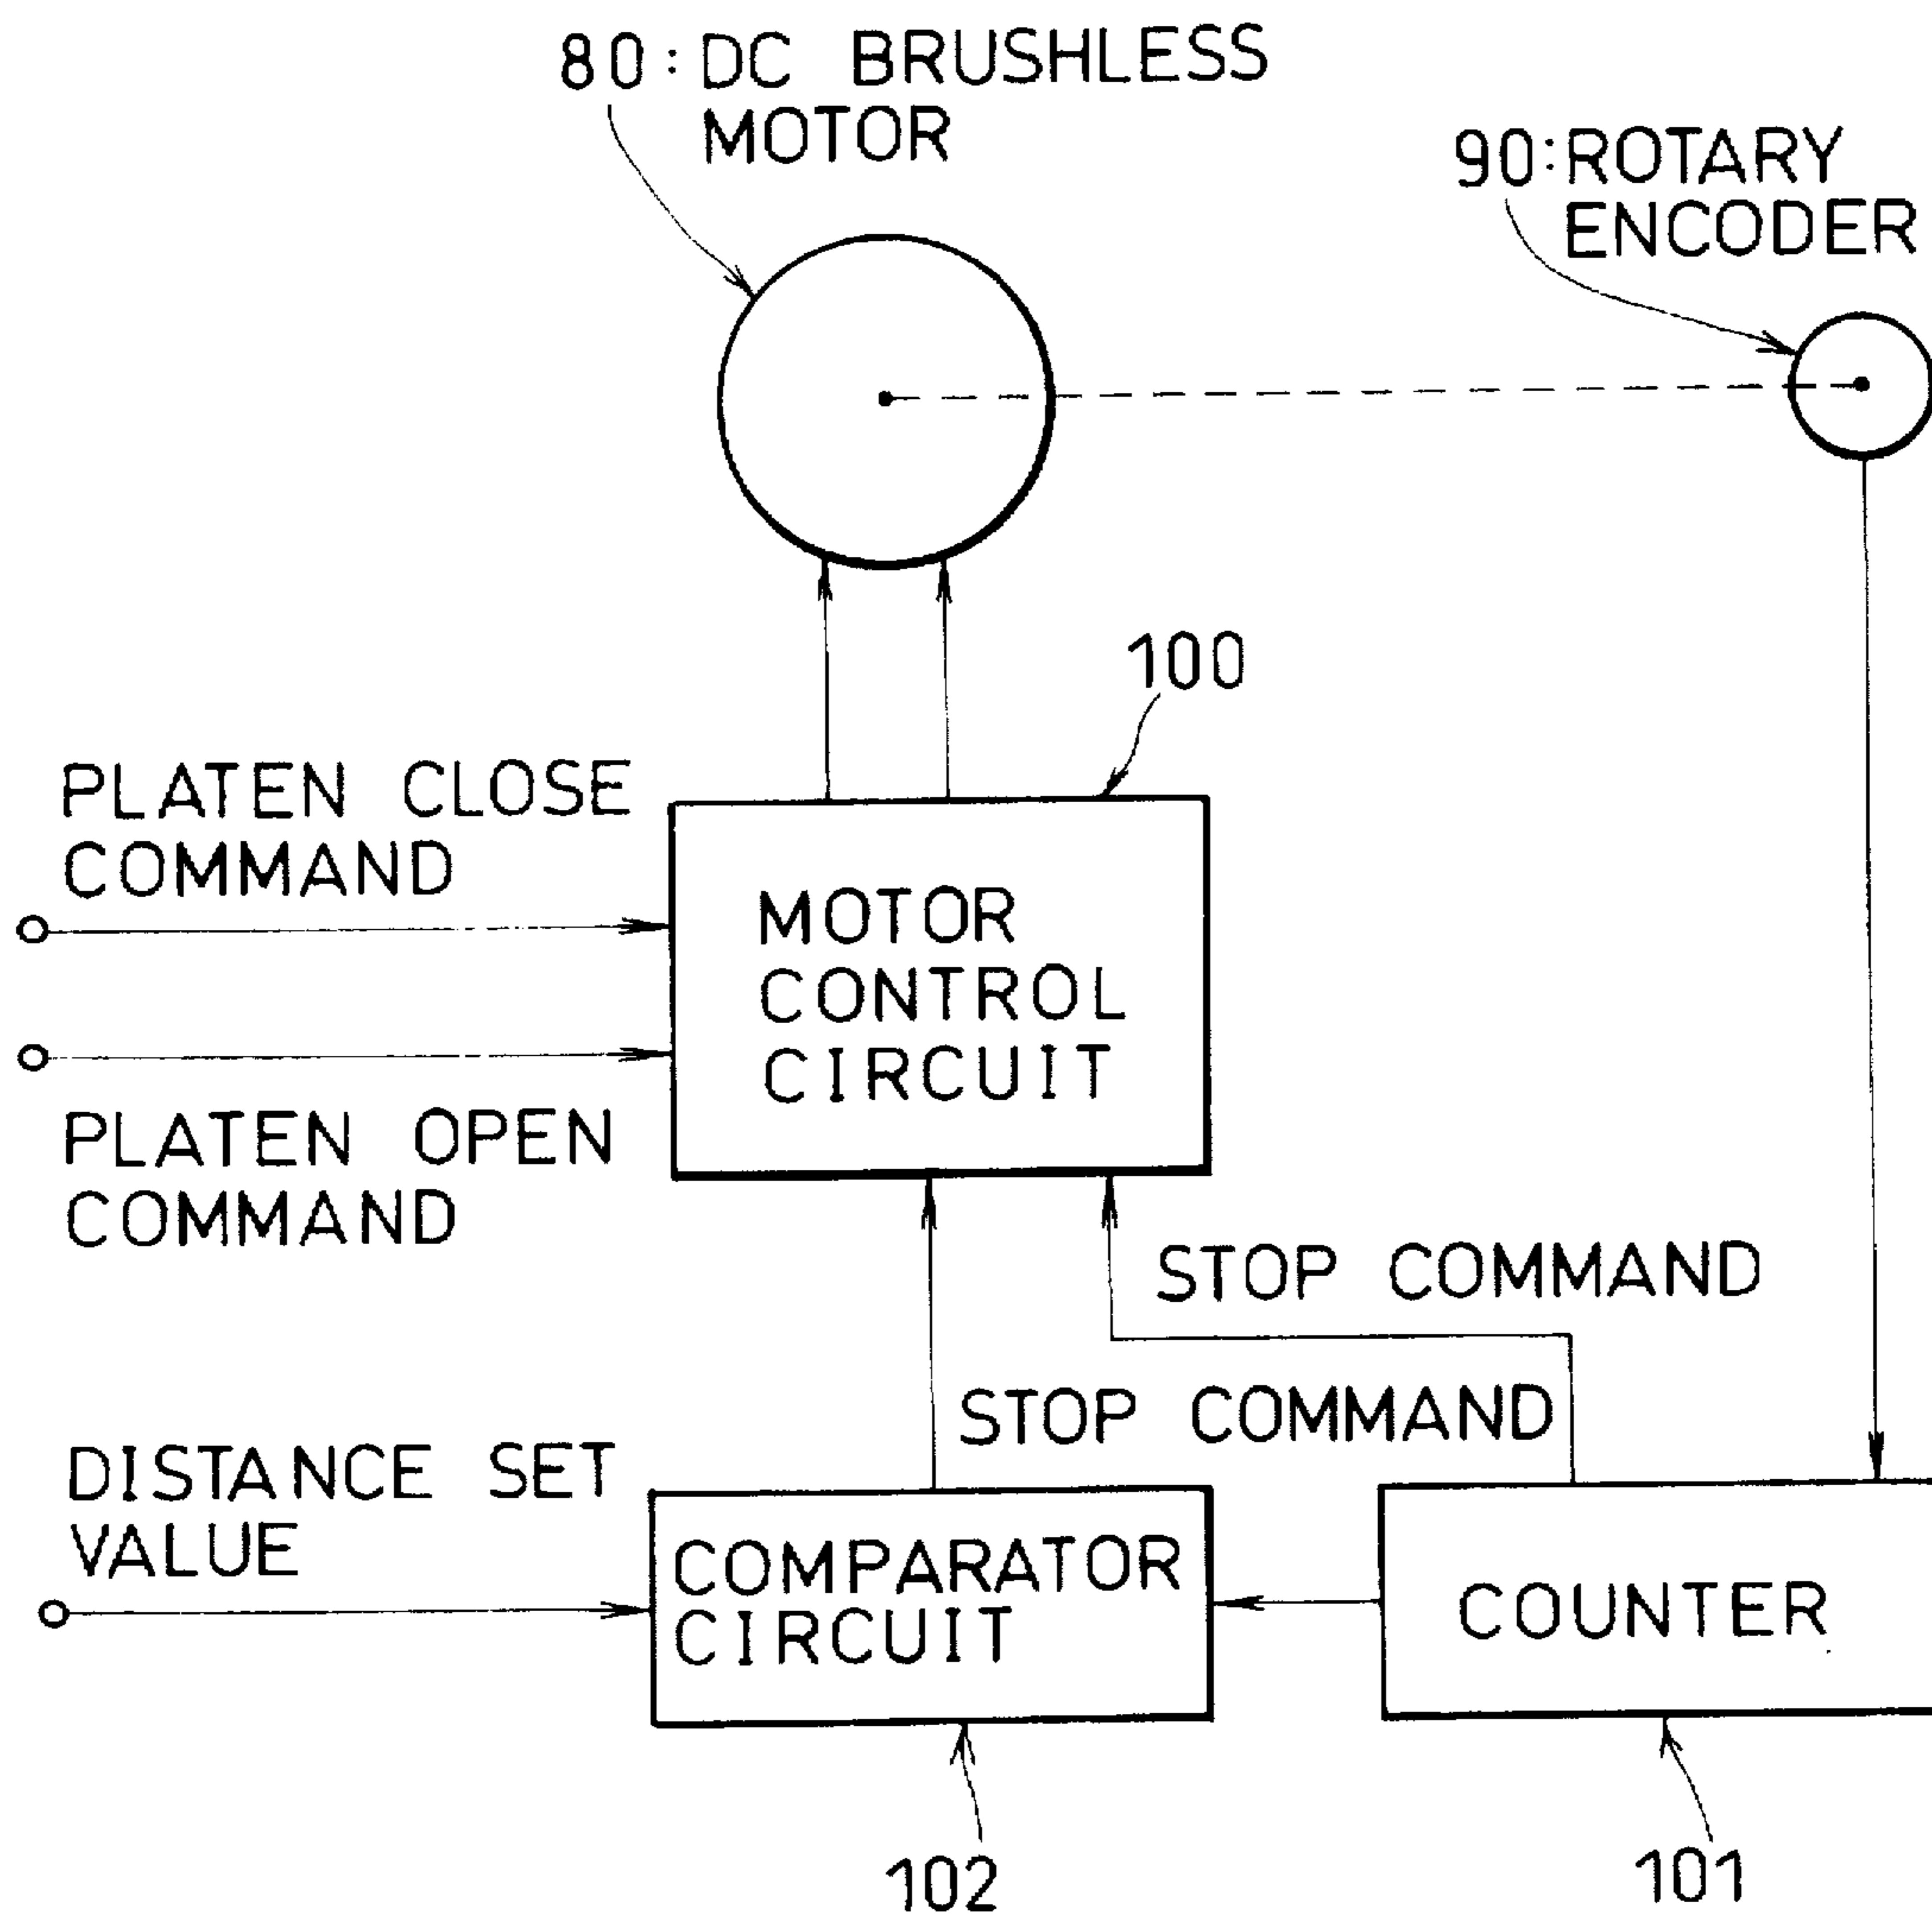 80:DC BRUSHLESS
MOTOR
90:ROTARY
ENCODER
100
PLATEN CLOSE
COMMAND
MOTOR
CONTROL
CIRCUIT
PLATEN OPEN
COMMAND
STOP COMMAND
STOP COMMAND
DISTANCE SET
VALUE
COMPARATOR
CIRCUIT
COUNTER
102
101